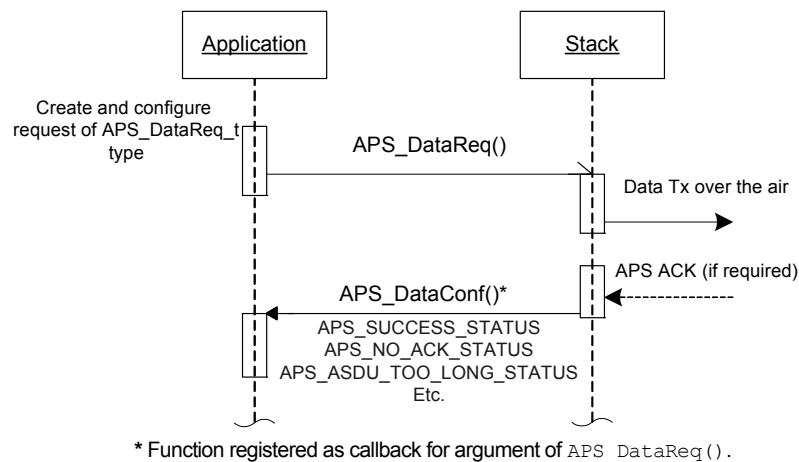 Application
Stack
Create and configure
request of APS_DataReq_t
type
APS_DataReq()
Data Tx over the air
APS ACK (if required)
APS_DataConf()*
APS_SUCCESS_STATUS
APS_NO_ACK_STATUS
APS_ASDU_TOO_LONG_STATUS
Etc.
* Function registered as callback for argument of APS DataReq().